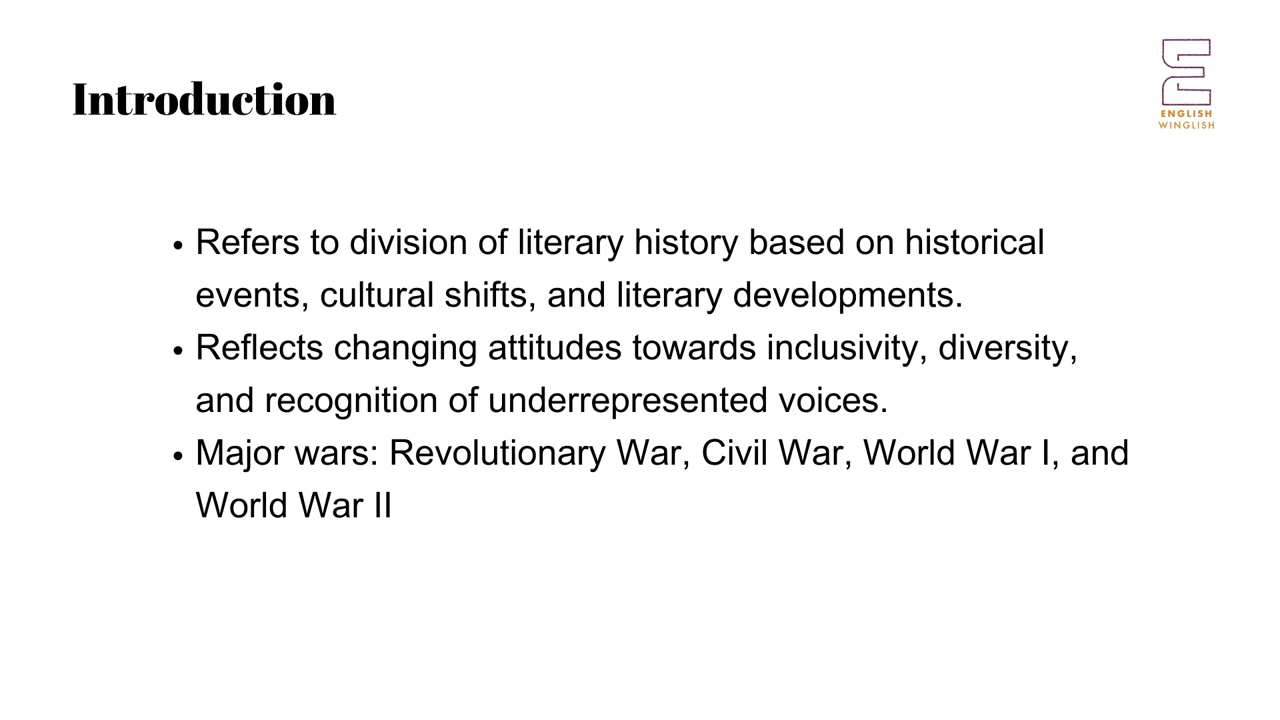 Introduction
ENGLISH
WINGLISH
• Refers to division of literary history based on historical
events, cultural shifts, and literary developments.
• Reflects changing attitudes towards inclusivity, diversity,
and recognition of underrepresented voices.
• Major wars: Revolutionary War, Civil War, World War I, and
World War II